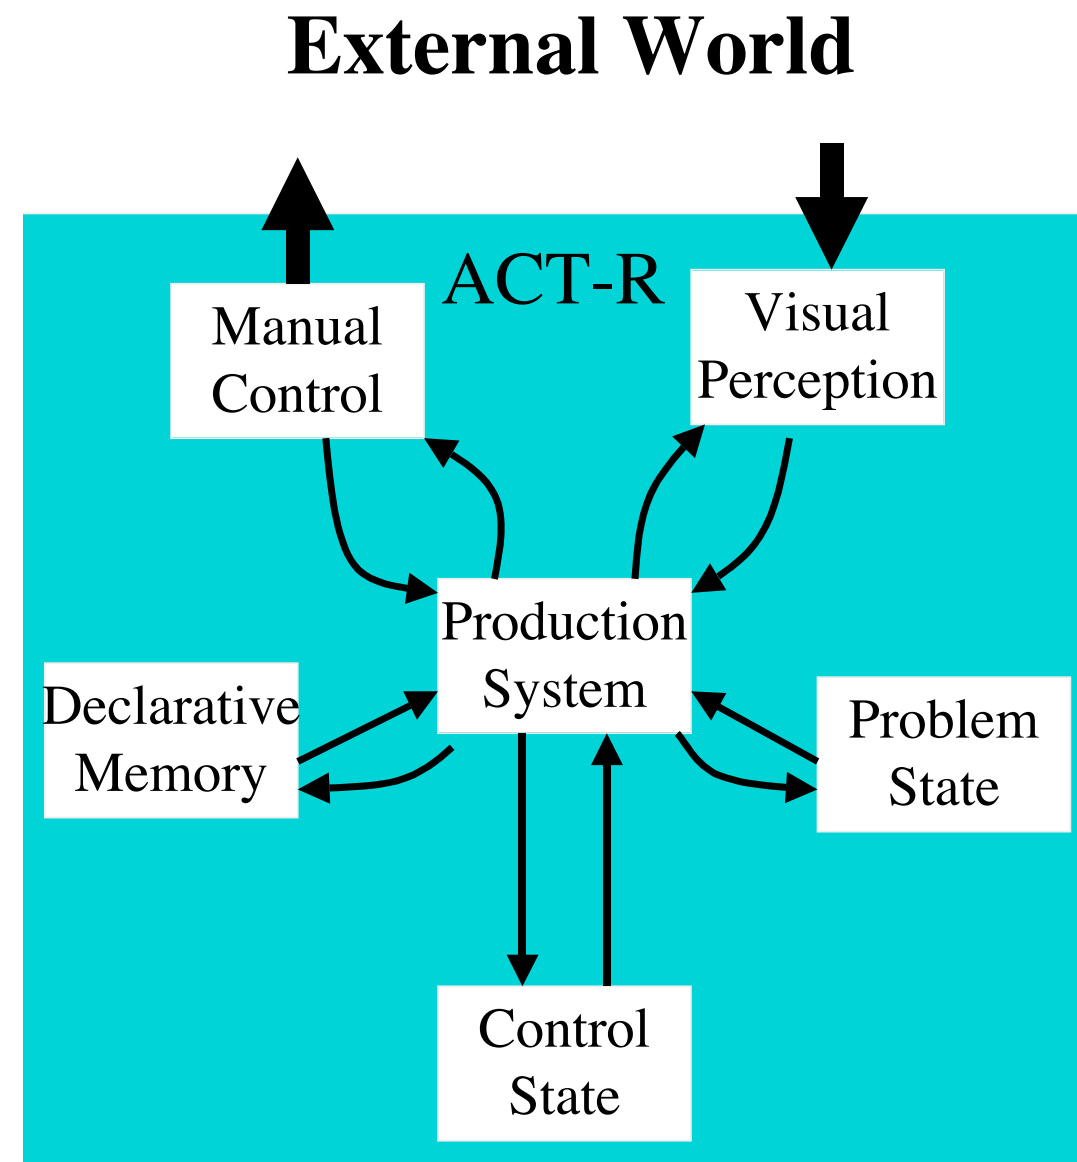 External World
ACT-R
Manual
Control
Visual
Perception
Production
System
Declarative
Memory
Problem
State
Control
State